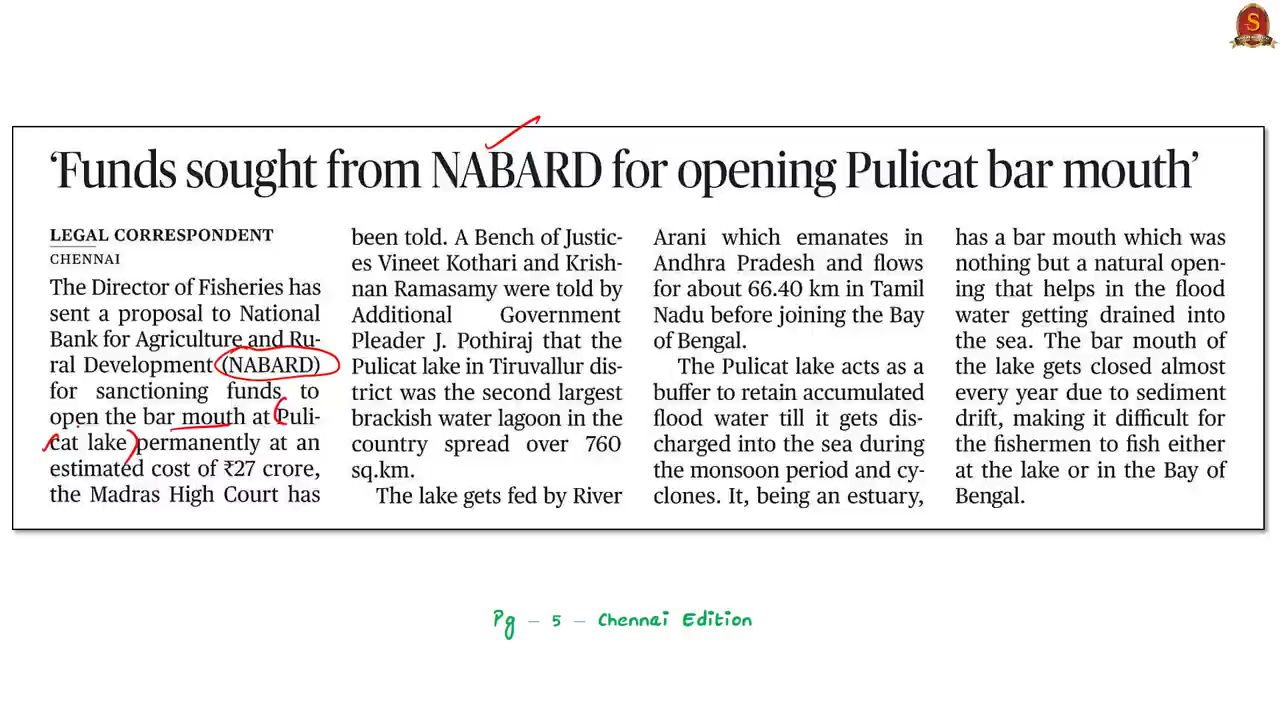 S
‘Funds sought from NABARD for opening Pulicat bar mouth’
LEGAL CORRESPONDENT
CHENNAI
The Director of Fisheries has
sent a proposal to National
Bank for Agriculture and Ru-
ral Development (NABARD)
for sanctioning funds to
open the bar mouth at Puli-
cat lake permanently at an
estimated cost of ₹27 crore,
the Madras High Court has
been told. A Bench of Justic-
es Vineet Kothari and Krish-
nan Ramasamy were told by
Additional Government
Pleader J. Pothiraj that the
Pulicat lake in Tiruvallur dis-
trict was the second largest
brackish water lagoon in the
country spread over 760
sq.km.
The lake gets fed by River
Arani which emanates in
Andhra Pradesh and flows
for about 66.40 km in Tamil
Nadu before joining the Bay
of Bengal.
The Pulicat lake acts as a
buffer to retain accumulated
flood water till it gets dis-
charged into the sea during
the monsoon period and cy-
clones. It, being an estuary,
has a bar mouth which was
nothing but a natural open-
ing that helps in the flood
water getting drained into
the sea. The bar mouth of
the lake gets closed almost
every year due to sediment
drift, making it difficult for
the fishermen to fish either
at the lake or in the Bay of
Bengal.
Pg – 5 – Chennai Edition